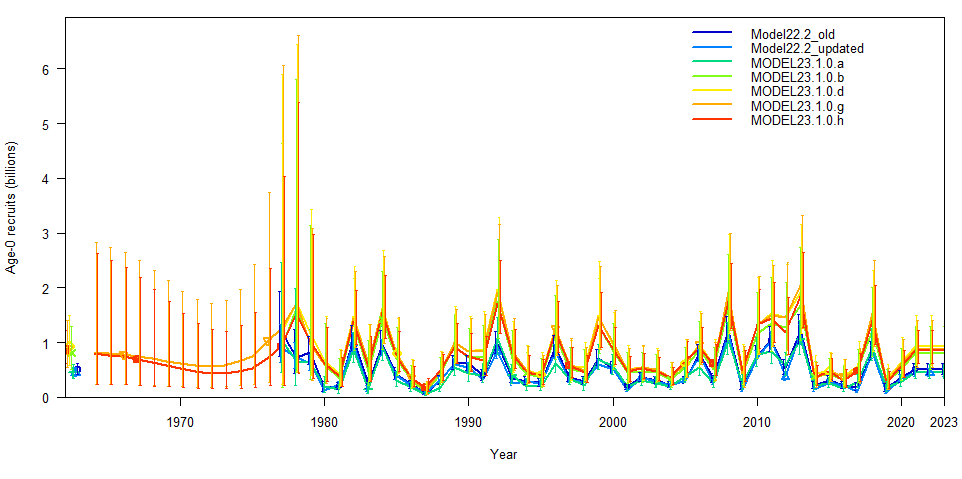 Model22.2_old
Model22.2_updated
MODEL23.1.0.a
MODEL23.1.0.b
MODEL23.1.0.d
MODEL23.1.0.g
MODEL23.1.0.h
Age-0 recruits (billions)
6
5
4
3
2
1
0
1970
1980
1990
2000
2010
2020
2023
Year